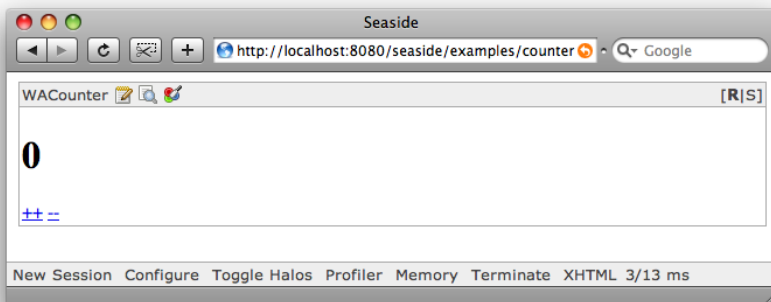 Seaside
http://localhost:8080/seaside/examples/counter Google
WACounter [R|S]
0
++ --
New Session Configure Toggle Halos Profiler Memory Terminate XHTML 3/13 ms